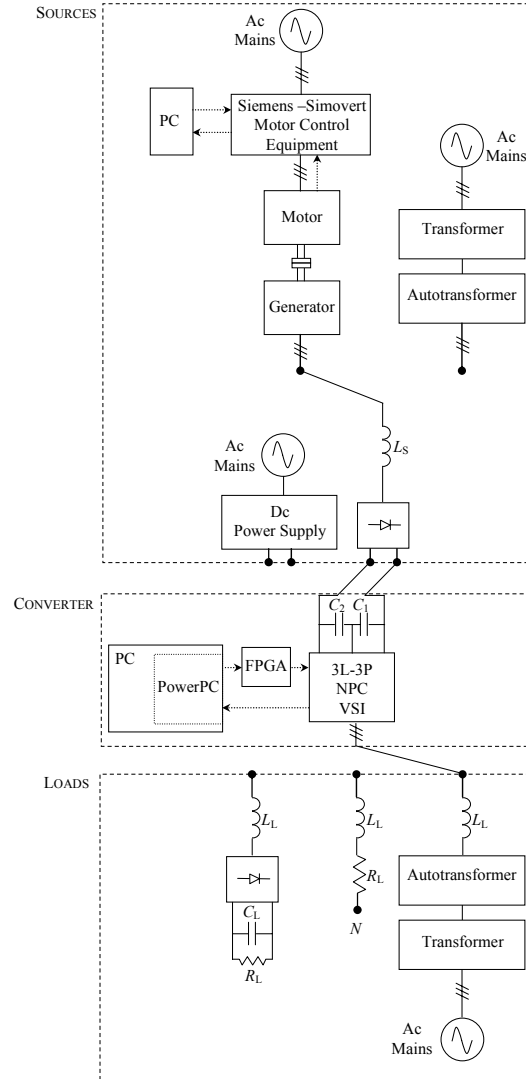 SOURCES
Ac
Mains
PC
Siemens –Simovert
Motor Control
Equipment
Ac
Mains
Motor
Transformer
Generator
Autotransformer
Ac
Mains
LS
Dc
Power Supply
CONVERTER
C2 C1
PC
PowerPC
FPGA
3L-3P
NPC
VSI
LOADS
LL
LL
LL
CL
RL
RL
N
Autotransformer
Transformer
Ac
Mains